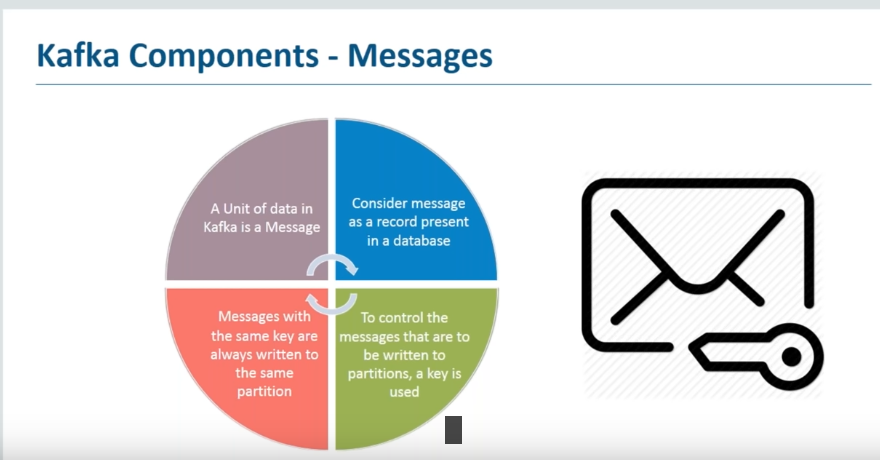 Kafka Components - Messages
A Unit of data in
Kafka is a Message
Consider message
as a record present
in a database
Messages with
the same key are
always written to
the same
partition
To control the
messages that are to
be written to
partitions, a key is
used